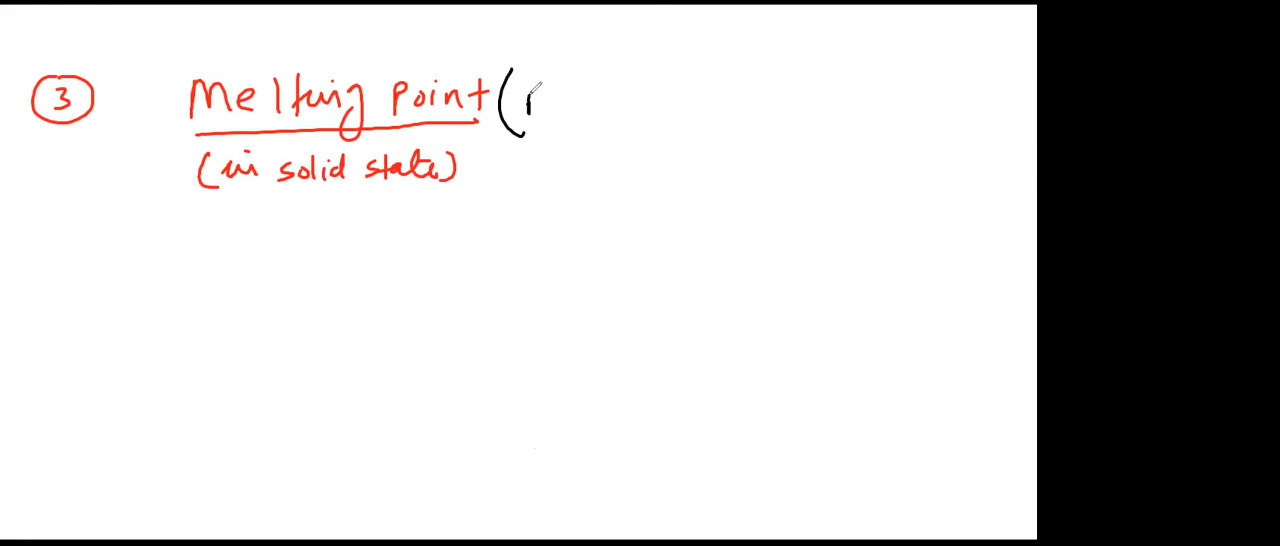 3 Melting Point (
(in solid state)